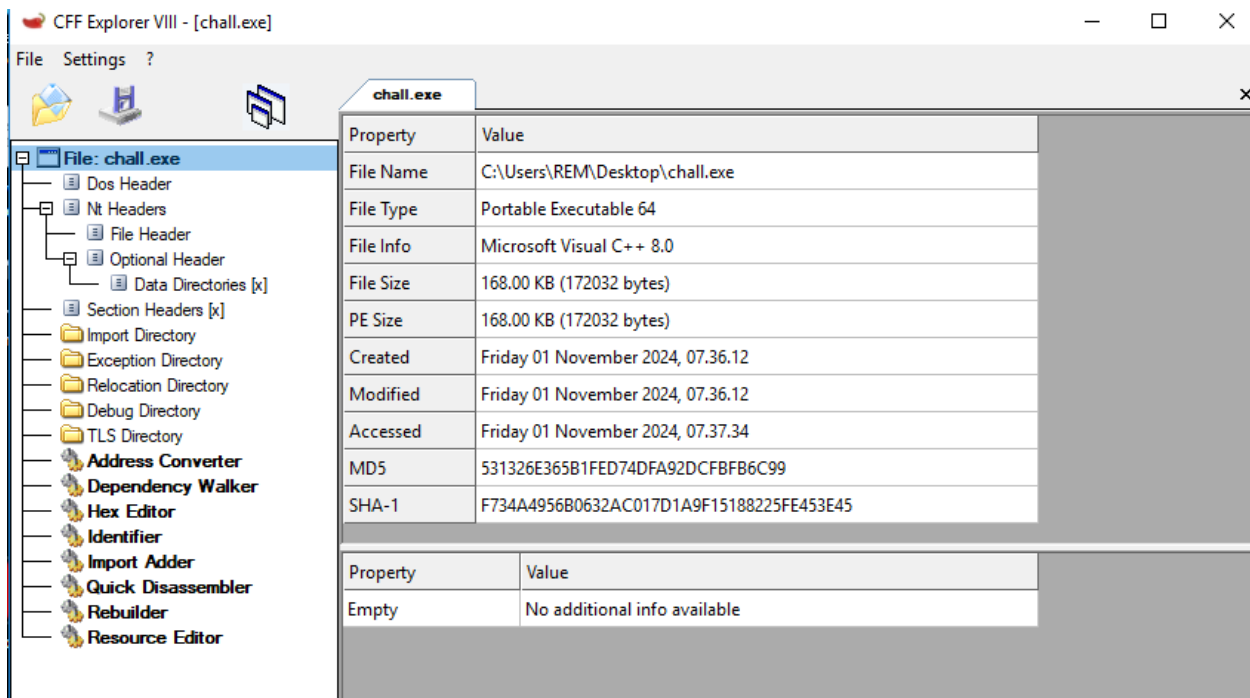 CFF Explorer VIII - [chall.exe]
File Settings ?
chall.exe
File: chall.exe
Dos Header
Nt Headers
File Header
Optional Header
Data Directories [x]
Section Headers [x]
Import Directory
Exception Directory
Relocation Directory
Debug Directory
TLS Directory
Address Converter
Dependency Walker
Hex Editor
Identifier
Import Adder
Quick Disassembler
Rebuilder
Resource Editor
Property Value
File Name C:\Users\REM\Desktop\chall.exe
File Type Portable Executable 64
File Info Microsoft Visual C++ 8.0
File Size 168.00 KB (172032 bytes)
PE Size 168.00 KB (172032 bytes)
Created Friday 01 November 2024, 07.36.12
Modified Friday 01 November 2024, 07.36.12
Accessed Friday 01 November 2024, 07.37.34
MD5 531326E365B1FED74DFA92DCFBFB6C99
SHA-1 F734A4956B0632AC017D1A9F15188225FE453E45
Property Value
Empty No additional info available